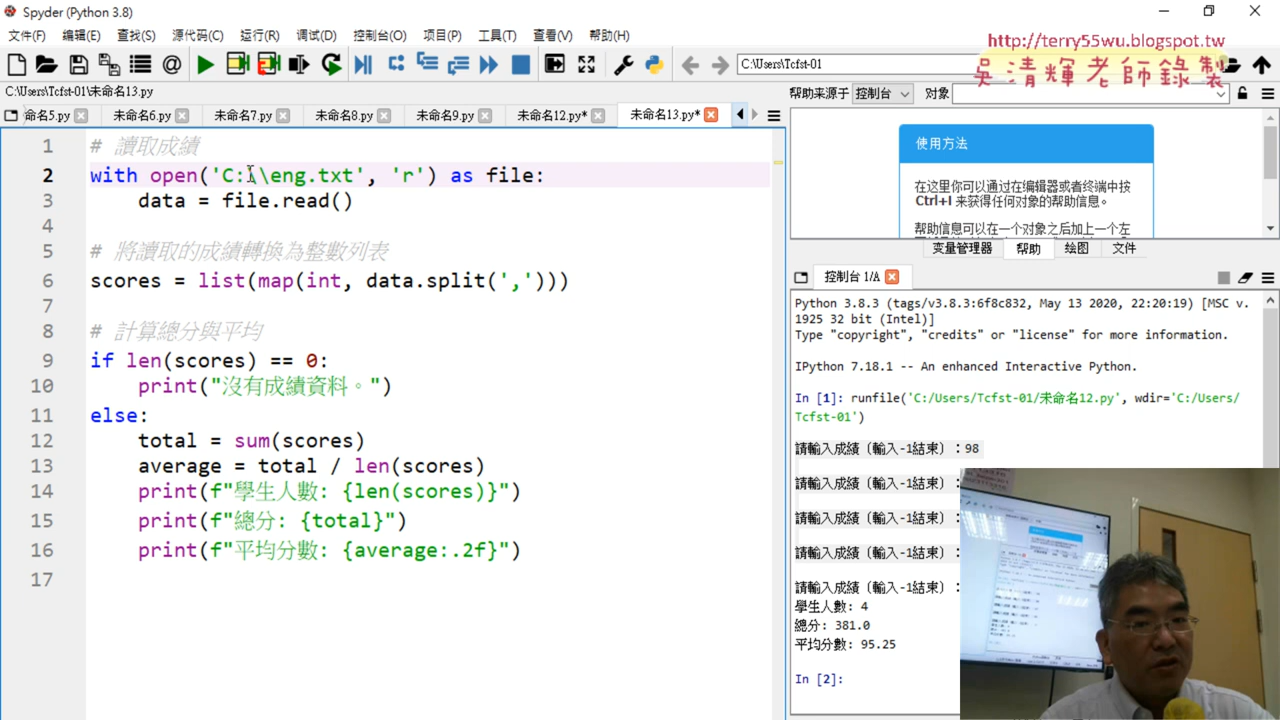 Spyder (Python 3.8)
文件(F) 编辑(E) 查找(S) 源代码(C) 运行(R) 调试(D) 控制台(O) 项目(P) 工具(T) 查看(V) 帮助(H)
http://terry55wu.blogspot.tw
吳清輝老師錄製
C:\Users\Tcfst-01
C:\Users\Tcfst-01\未命名13.py
帮助来源于 控制台 对象
命名5.py 未命名6.py 未命名7.py 未命名8.py 未命名9.py 未命名12.py* 未命名13.py*
1 # 讀取成績
2 with open('C:\\eng.txt', 'r') as file:
3 data = file.read()
4
5 # 將讀取的成績轉換為整數列表
6 scores = list(map(int, data.split(',')))
7
8 # 計算總分與平均
9 if len(scores) == 0:
10 print("沒有成績資料。")
11 else:
12 total = sum(scores)
13 average = total / len(scores)
14 print(f"學生人數: {len(scores)}")
15 print(f"總分: {total}")
16 print(f"平均分數: {average:.2f}")
17
使用方法
在这里你可以通过在编辑器或者终端中按
Ctrl+I 来获得任何对象的帮助信息。
帮助信息可以在一个对象之后加上一个左
变量管理器 帮助 绘图 文件
控制台 1/A
Python 3.8.3 (tags/v3.8.3:6f8c832, May 13 2020, 22:20:19) [MSC v.
1925 32 bit (Intel)]
Type "copyright", "credits" or "license" for more information.
IPython 7.18.1 -- An enhanced Interactive Python.
In [1]: runfile('C:/Users/Tcfst-01/未命名12.py', wdir='C:/Users/
Tcfst-01')
請輸入成績（輸入-1結束）：98
請輸入成績（輸入-1結束）：
請輸入成績（輸入-1結束）：
請輸入成績（輸入-1結束）：
請輸入成績（輸入-1結束）：
學生人數: 4
總分: 381.0
平均分數: 95.25
In [2]: